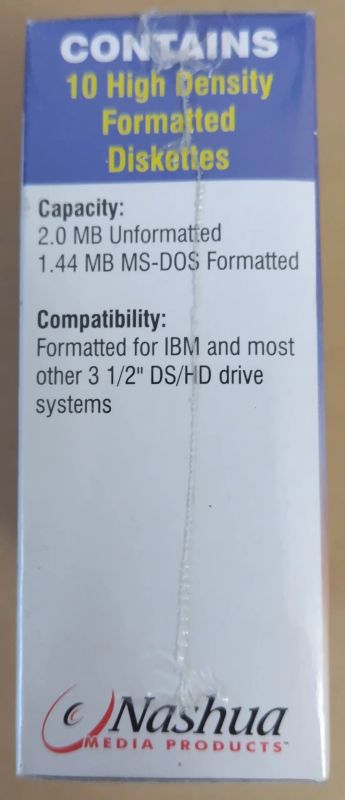 CONTAINS
10 High Density
Formatted
Diskettes
Capacity:
2.0 MB Unformatted
1.44 MB MS-DOS Formatted
Compatibility:
Formatted for IBM and most
other 3 1/2" DS/HD drive
systems
Nashua
MEDIA PRODUCTS™